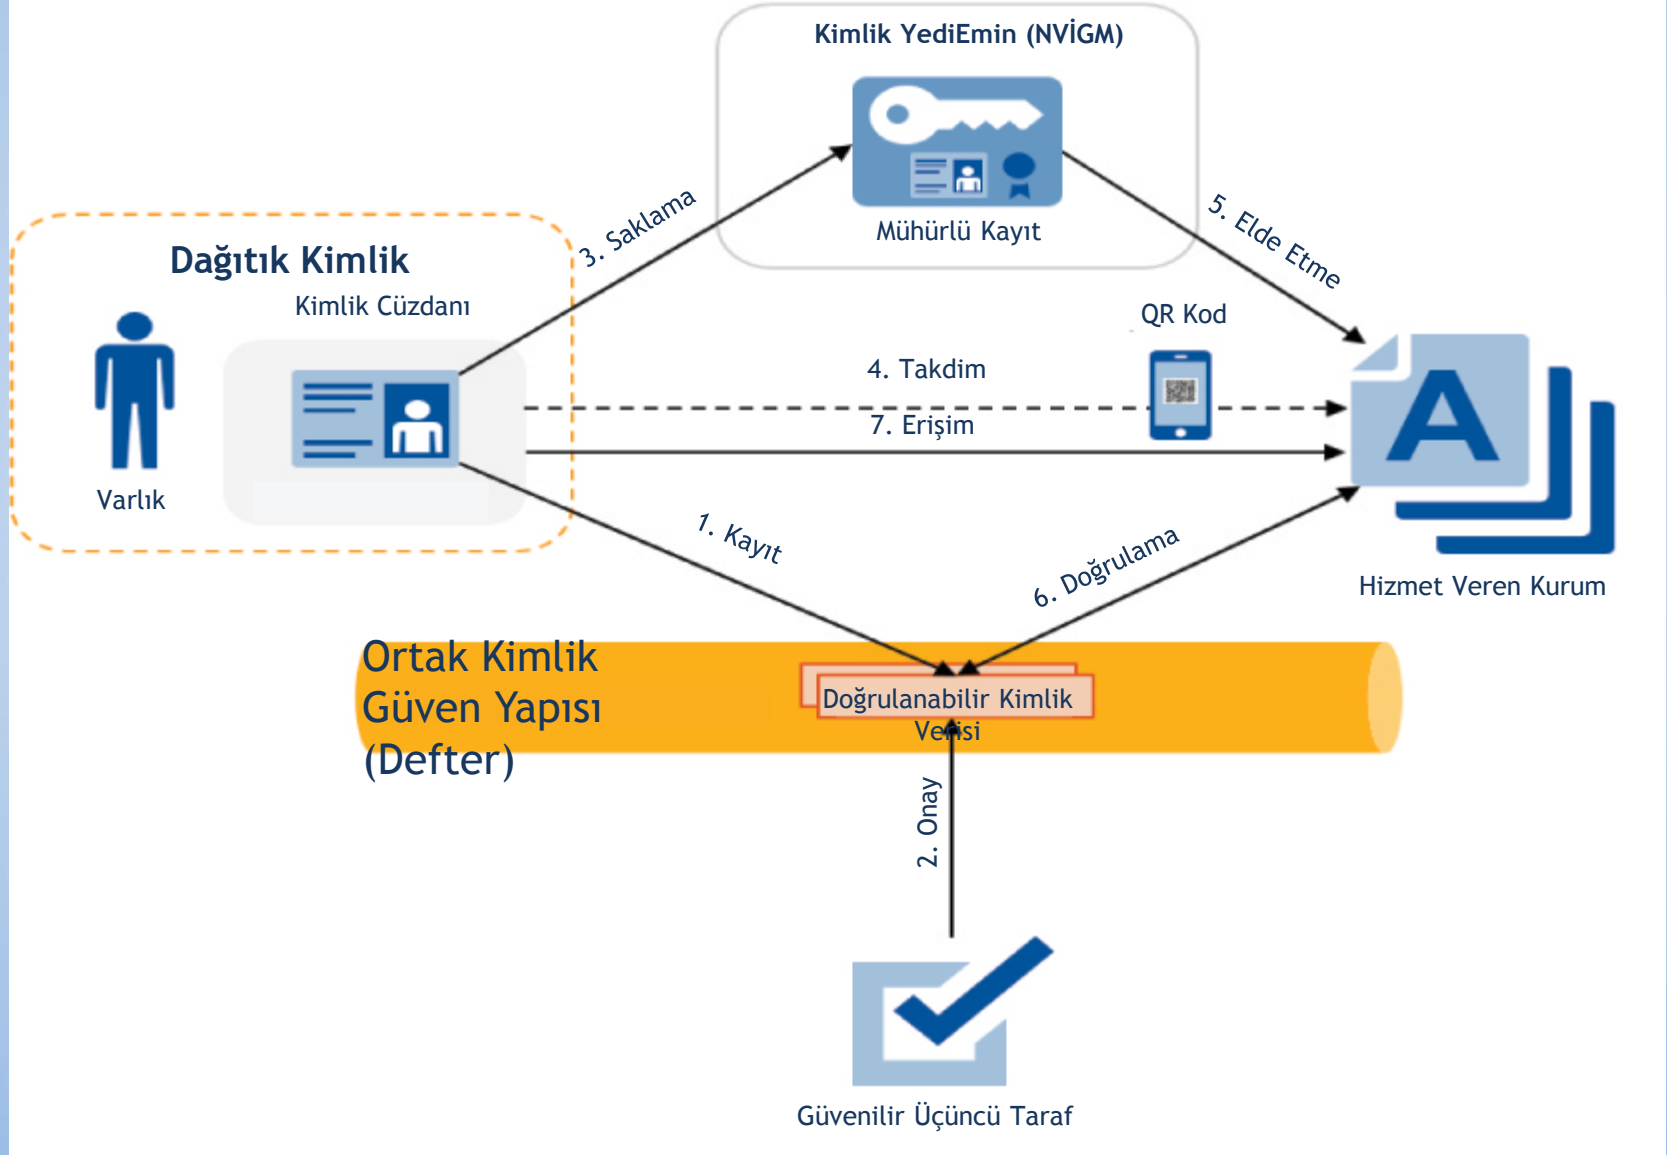 Kimlik YediEmin (NVİGM)
Mühürlü Kayıt
3. Saklama
5. Elde Etme
Dağıtık Kimlik
Kimlik Cüzdanı
Varlık
QR Kod
4. Takdim
7. Erişim
1. Kayıt
6. Doğrulama
Hizmet Veren Kurum
Ortak Kimlik
Güven Yapısı
(Defter)
Doğrulanabilir Kimlik
Verisi
2. Onay
A
Güvenilir Üçüncü Taraf